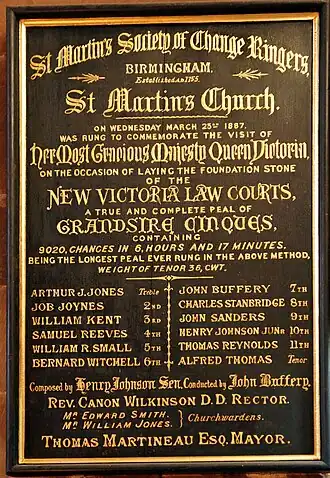 St Martin's Society of Change Ringers,
BIRMINGHAM.
Established A.D 1755.
St Martin's Church.
ON WEDNESDAY MARCH 23RD 1887.
WAS RUNG TO COMMEMORATE THE VISIT OF
Her Most Gracious Majesty Queen Victoria,
ON THE OCCASION OF LAYING THE FOUNDATION STONE
OF THE
NEW VICTORIA LAW COURTS,
A TRUE AND COMPLETE PEAL OF
GRANDSIRE CINQUES,
CONTAINING
9020, CHANGES IN 6, HOURS AND 17 MINUTES.
BEING THE LONGEST PEAL EVER RUNG IN THE ABOVE METHOD,
WEIGHT OF TENOR 36, CWT.
ARTHUR J. JONES Treble
JOB JOYNES 2ND
WILLIAM KENT 3RD
SAMUEL REEVES 4TH
WILLIAM R. SMALL 5TH
BERNARD WITCHELL 6TH
JOHN BUFFERY 7TH
CHARLES STANBRIDGE 8TH
JOHN SANDERS 9TH
HENRY JOHNSON JUNR 10TH
THOMAS REYNOLDS 11TH
ALFRED THOMAS Tenor
Composed by Henry Johnson Sen. Conducted by John Buffery.
REV. CANON WILKINSON D.D. RECTOR.
MR EDWARD SMITH.
MR WILLIAM JONES. } Churchwardens.
THOMAS MARTINEAU ESQ. MAYOR.